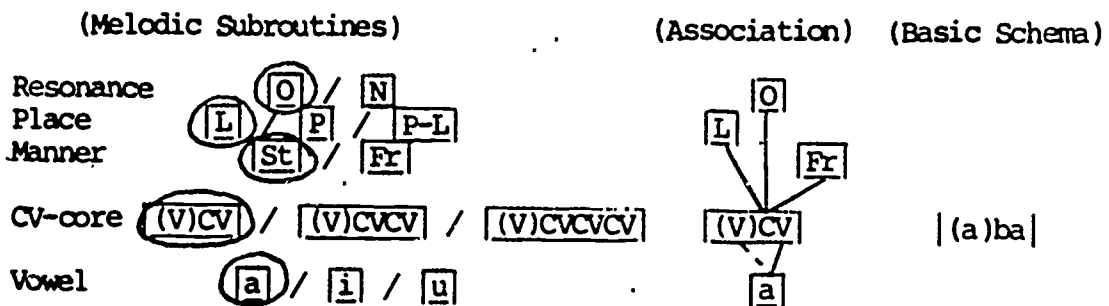 (Melodic Subroutines) (Association) (Basic Schema)
Resonance O / N O
Place L / P / P-L L
Manner St / Fr Fr
CV-core (V)CV / (V)CVCV / (V)CVCVCV (V)CV |(a)ba|
Vowel a / i / u a